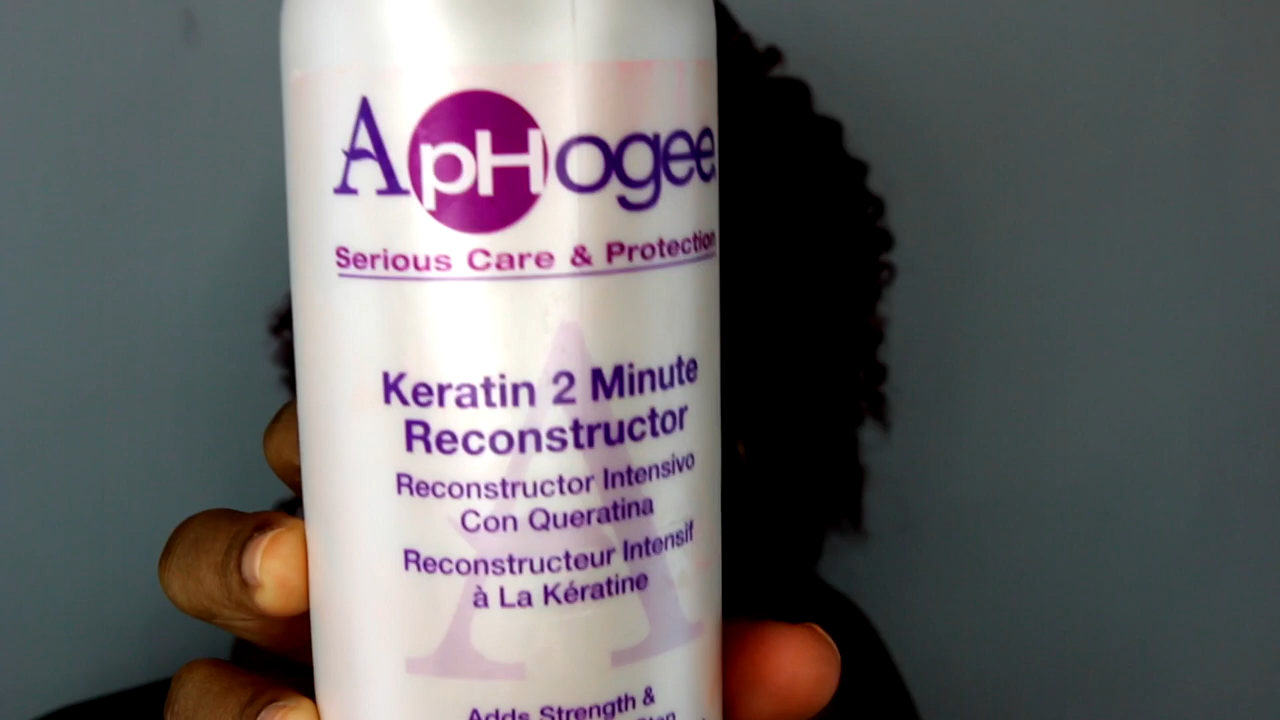 ApHogee
Serious Care & Protection
Keratin 2 Minute
Reconstructor
Reconstructor Intensivo
Con Queratina
Reconstructeur Intensif
à La Kératine
Adds Strength &